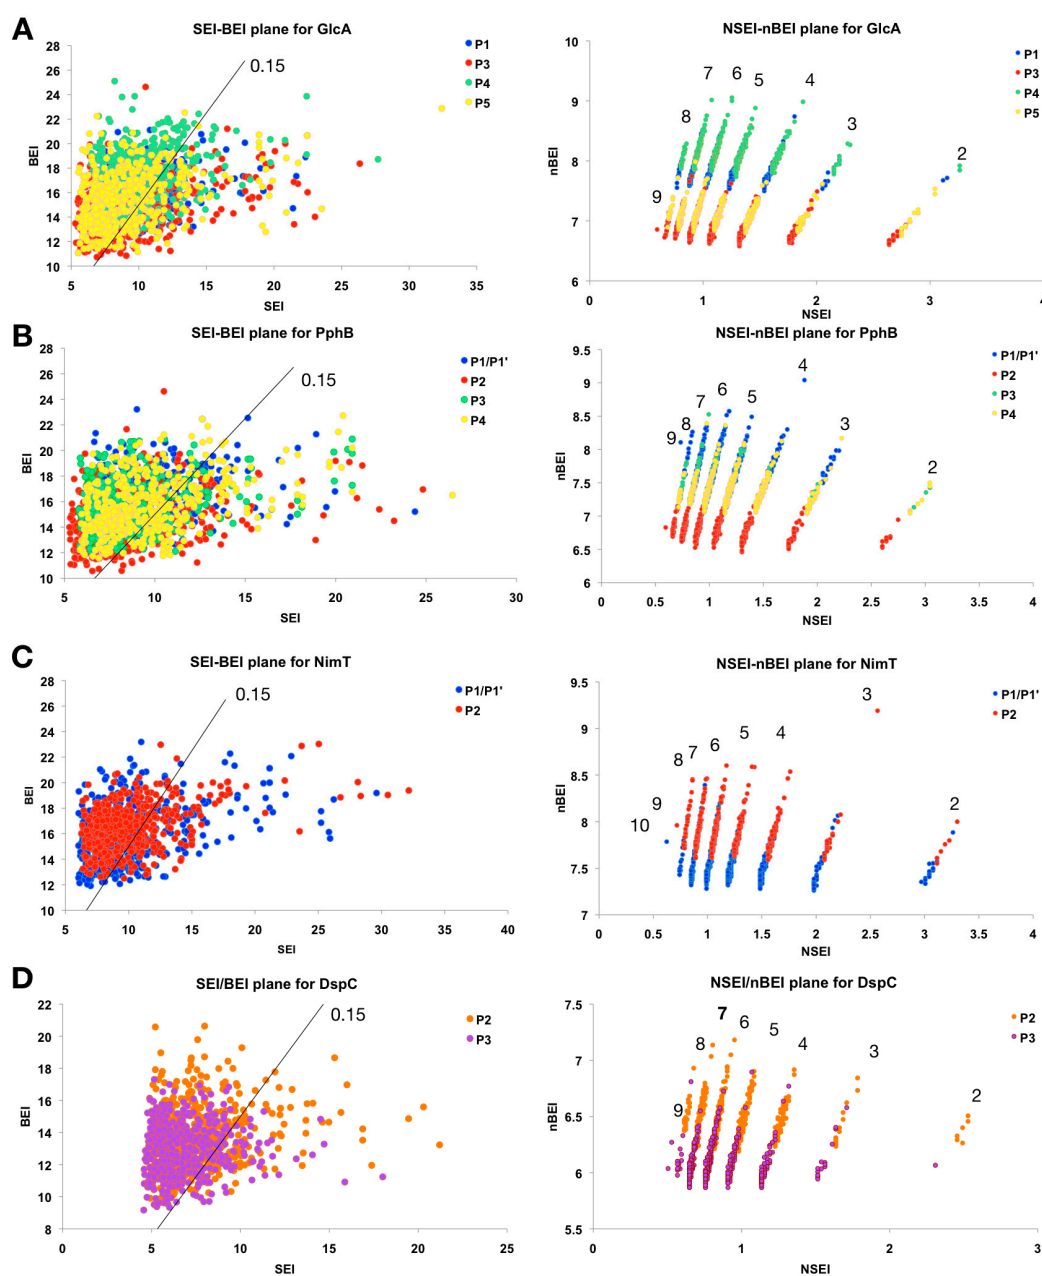 A
SEI-BEI plane for GlcA
28
26
24
22
20
18
16
14
12
10
BEI
5
10
15
20
25
30
35
SEI
0.15
P1
P3
P4
P5
NSEI-nBEI plane for GlcA
10
9
8
7
6
nBEI
0
1
2
3
4
NSEI
9
8
7
6
5
4
3
2
P1
P3
P4
P5
B
SEI-BEI plane for PphB
28
26
24
22
20
18
16
14
12
10
BEI
5
10
15
20
25
30
SEI
0.15
P1/P1'
P2
P3
P4
NSEI-nBEI plane for PphB
9.5
9
8.5
8
7.5
7
6.5
6
nBEI
0
0.5
1
1.5
2
2.5
3
3.5
4
NSEI
9
8
7
6
5
4
3
2
P1/P1'
P2
P3
P4
C
SEI-BEI plane for NimT
28
26
24
22
20
18
16
14
12
10
BEI
5
10
15
20
25
30
35
40
SEI
0.15
P1/P1'
P2
NSEI-nBEI plane for NimT
9.5
9
8.5
8
7.5
7
nBEI
0
0.5
1
1.5
2
2.5
3
3.5
4
NSEI
10
9
8
7
6
5
4
3
2
P1/P1'
P2
D
SEI/BEI plane for DspC
22
20
18
16
14
12
10
8
BEI
0
5
10
15
20
25
SEI
0.15
P2
P3
NSEI/nBEI plane for DspC
7.5
7
6.5
6
5.5
nBEI
0
1
2
3
NSEI
9
8
7
6
5
4
3
2
P2
P3